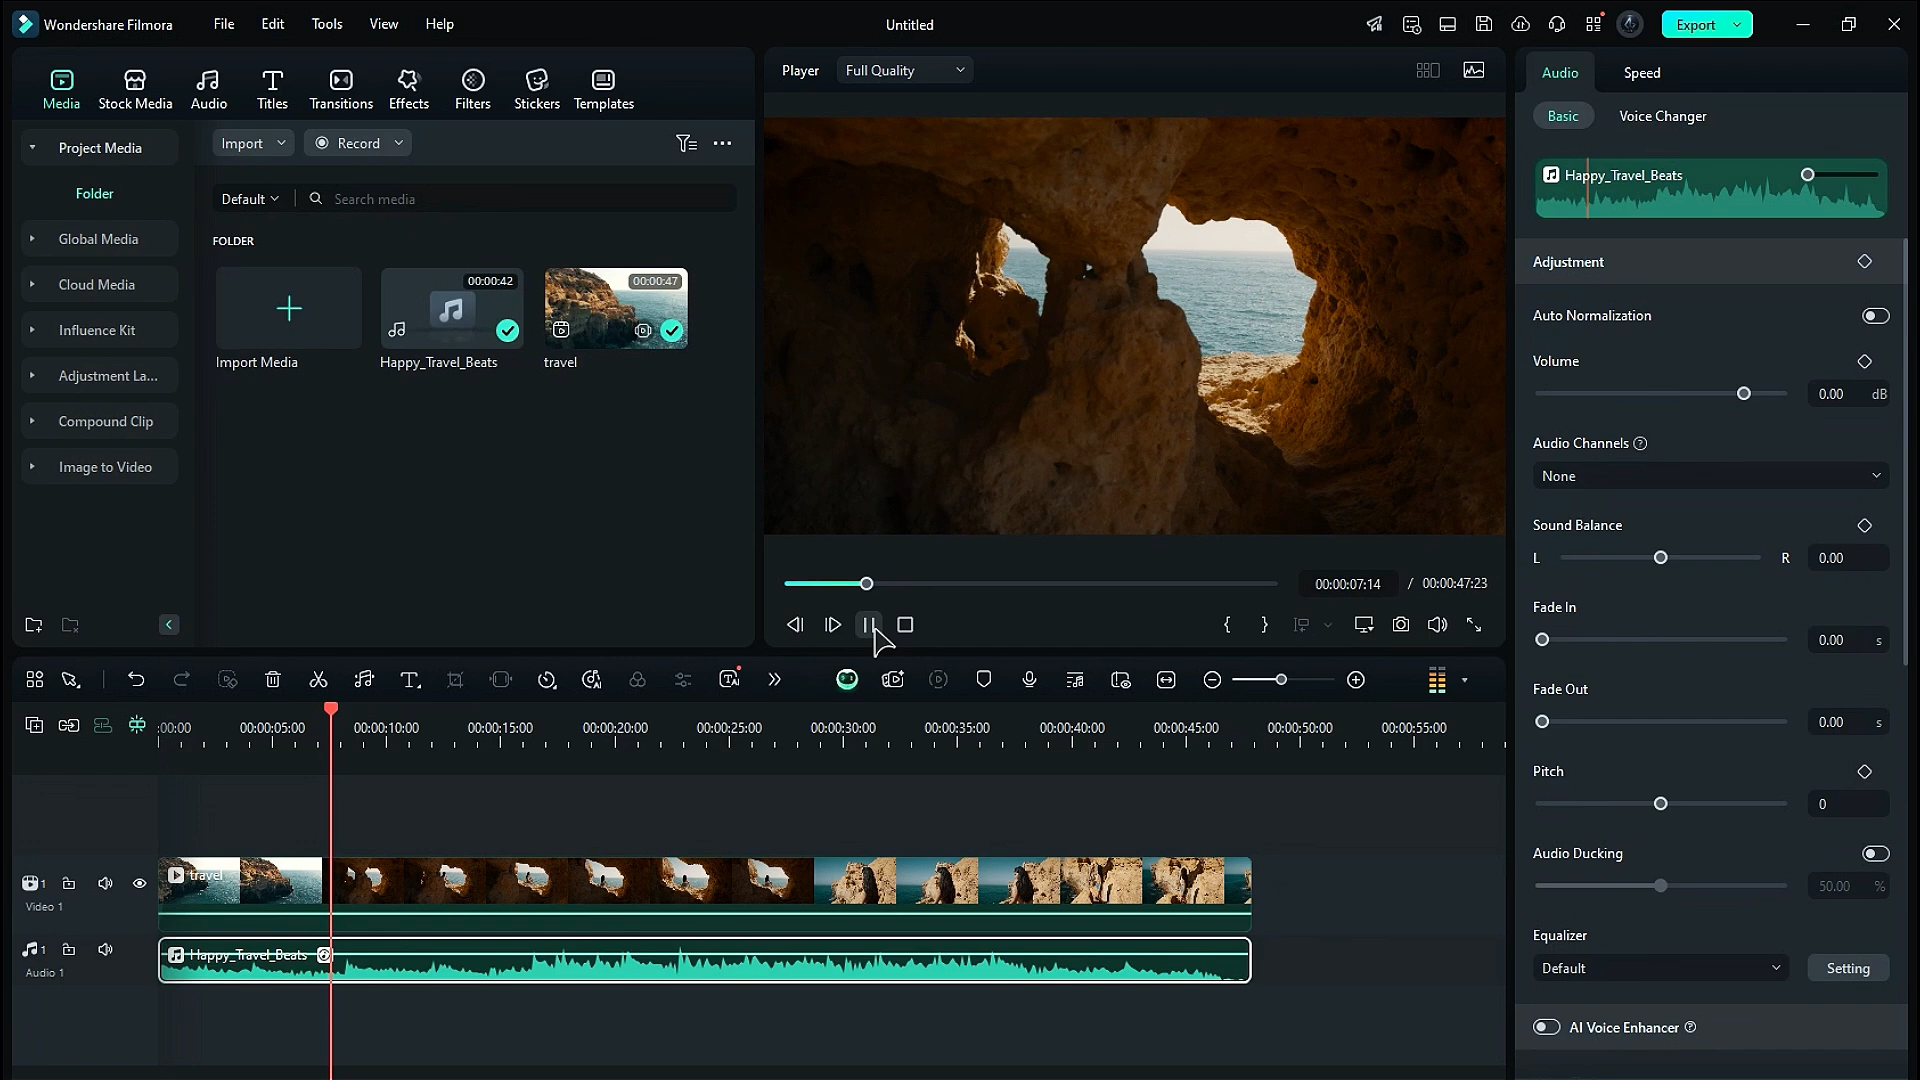 Wondershare Filmora
File
Edit
Tools
View
Help
Untitled
Export
Media
Stock Media
Audio
Titles
Transitions
Effects
Filters
Stickers
Templates
Project Media
Folder
Global Media
Cloud Media
Influence Kit
Adjustment La...
Compound Clip
Image to Video
Import
Record
Default
Search media
FOLDER
Import Media
00:00:42
Happy_Travel_Beats
00:00:47
travel
Player
Full Quality
00:00:07:14 / 00:00:47:23
Audio
Speed
Basic
Voice Changer
Happy_Travel_Beats
Adjustment
Auto Normalization
Volume
0.00 dB
Audio Channels
None
Sound Balance
L
R
0.00
Fade In
0.00 s
Fade Out
0.00 s
Pitch
0
Audio Ducking
50.00 %
Equalizer
Default
Setting
AI Voice Enhancer
:00:00
00:00:05:00
00:00:10:00
00:00:15:00
00:00:20:00
00:00:25:00
00:00:30:00
00:00:35:00
00:00:40:00
00:00:45:00
00:00:50:00
00:00:55:00
1
Video 1
travel
1
Audio 1
Happy_Travel_Beats